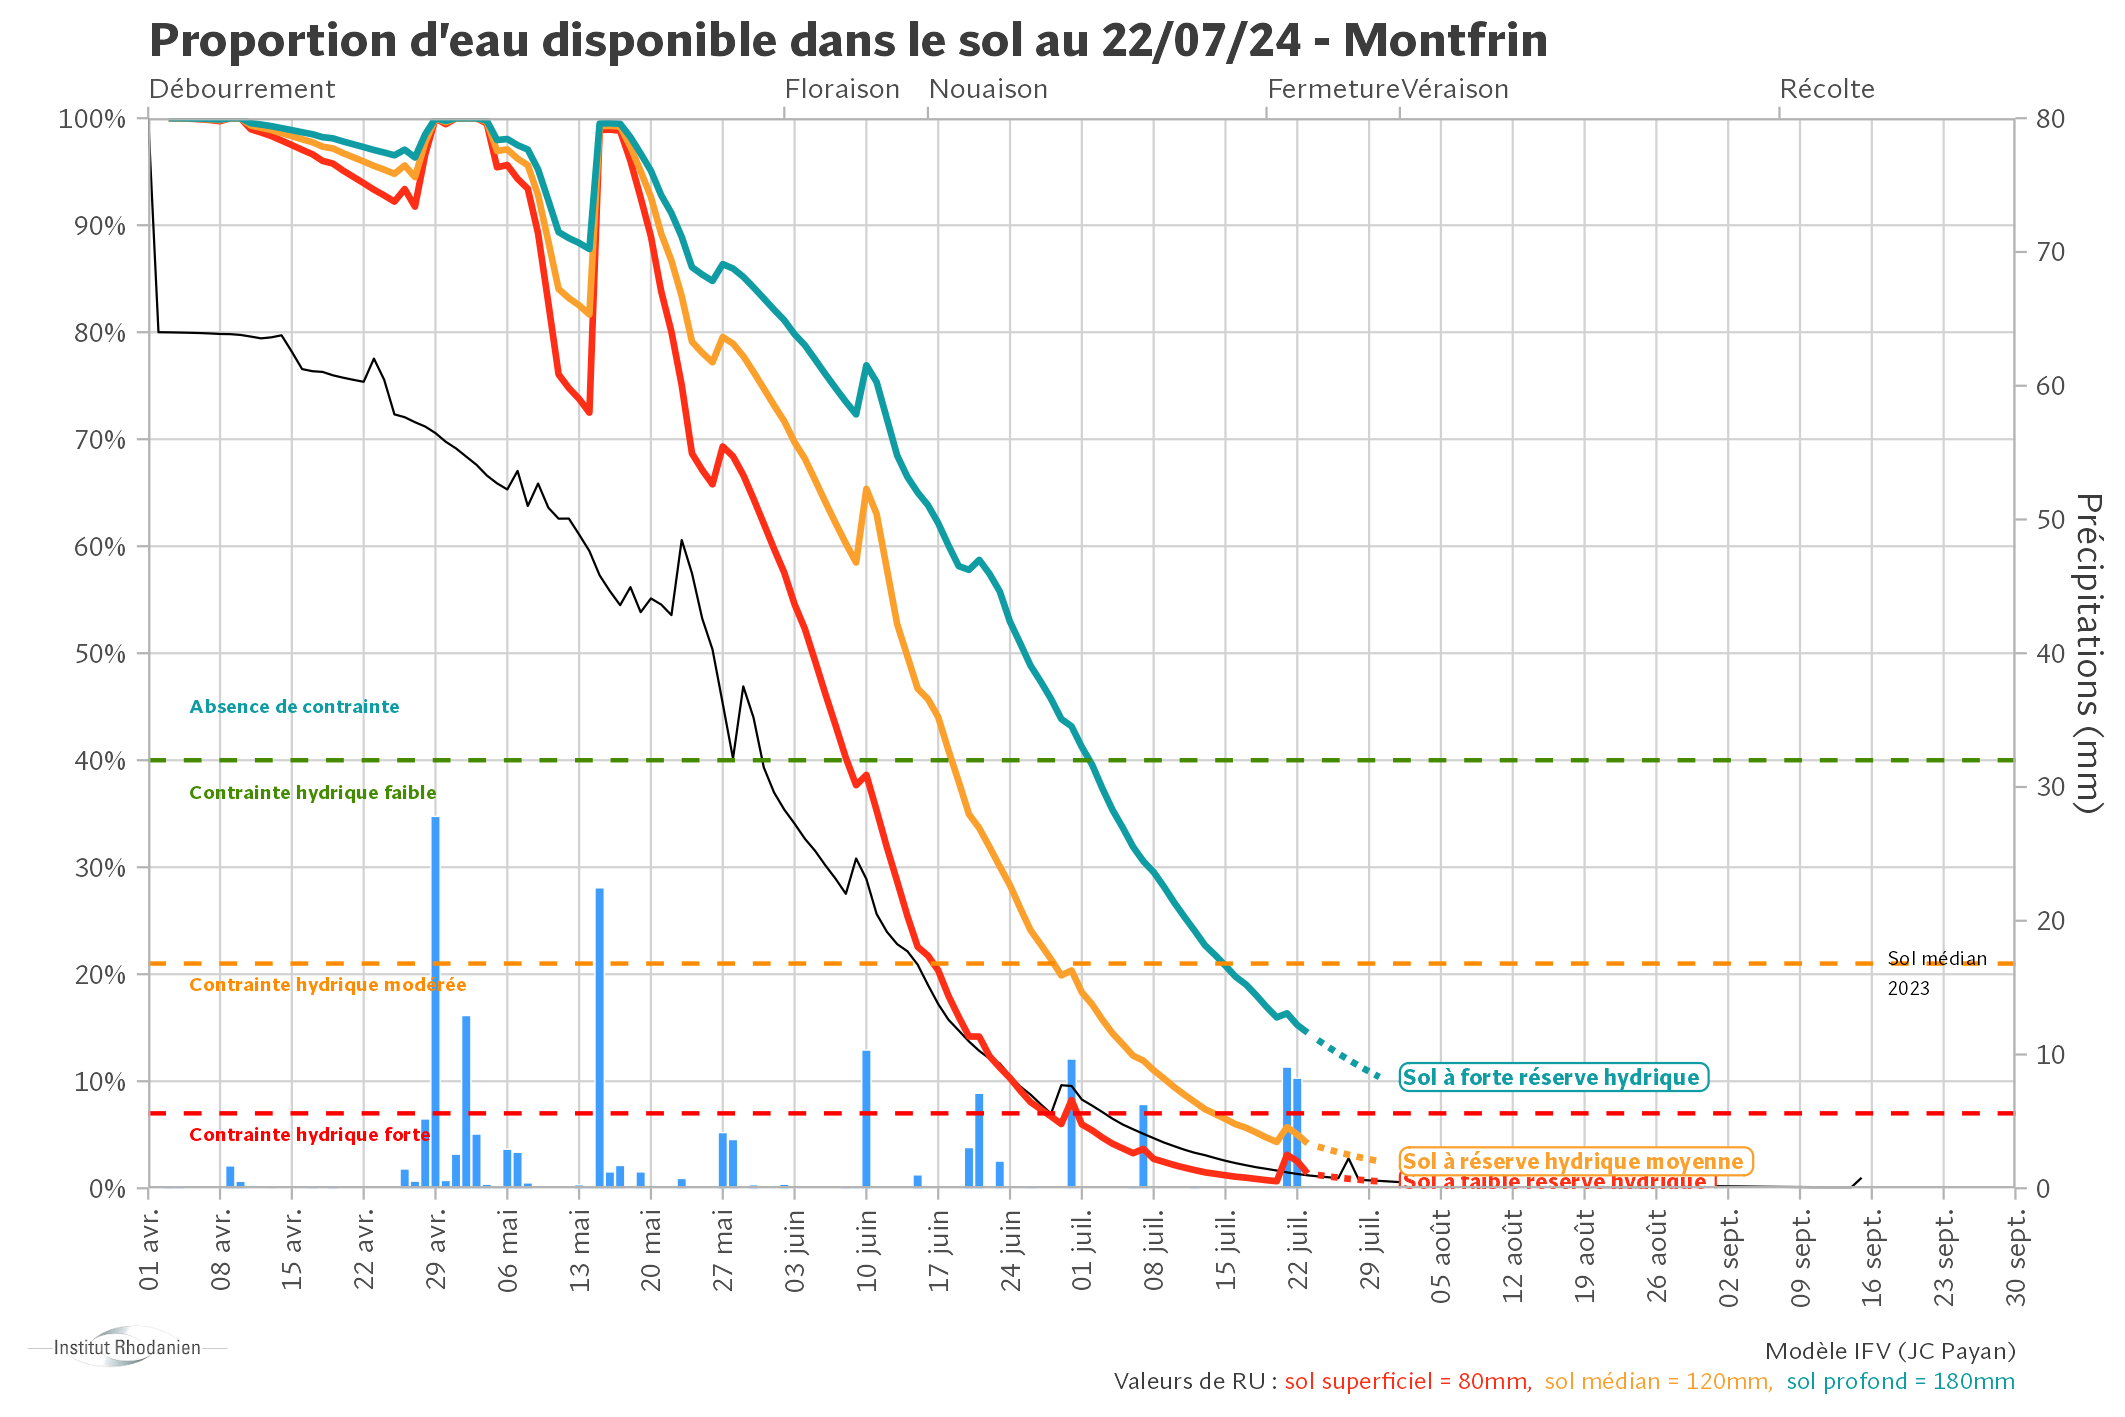 Proportion d'eau disponible dans le sol au 22/07/24 - Montfrin
Débourrement Floraison Nouaison Fermeture Véraison Récolte
100% 80
90% 70
80% 60
70% 50
60% 40
50% 30
40% 20
30% 10
20% 0
10%
0%
Précipitations (mm)
Absence de contrainte
Contrainte hydrique faible
Contrainte hydrique modérée
Contrainte hydrique forte
Sol médian
2023
Sol à forte réserve hydrique
Sol à réserve hydrique moyenne
Sol à faible réserve hydrique
01 avr. 08 avr. 15 avr. 22 avr. 29 avr. 06 mai 13 mai 20 mai 27 mai 03 juin 10 juin 17 juin 24 juin 01 juil. 08 juil. 15 juil. 22 juil. 29 juil. 05 août 12 août 19 août 26 août 02 sept. 09 sept. 16 sept. 23 sept. 30 sept.
Institut Rhodanien
Modèle IFV (JC Payan)
Valeurs de RU : sol superficiel = 80mm, sol médian = 120mm, sol profond = 180mm